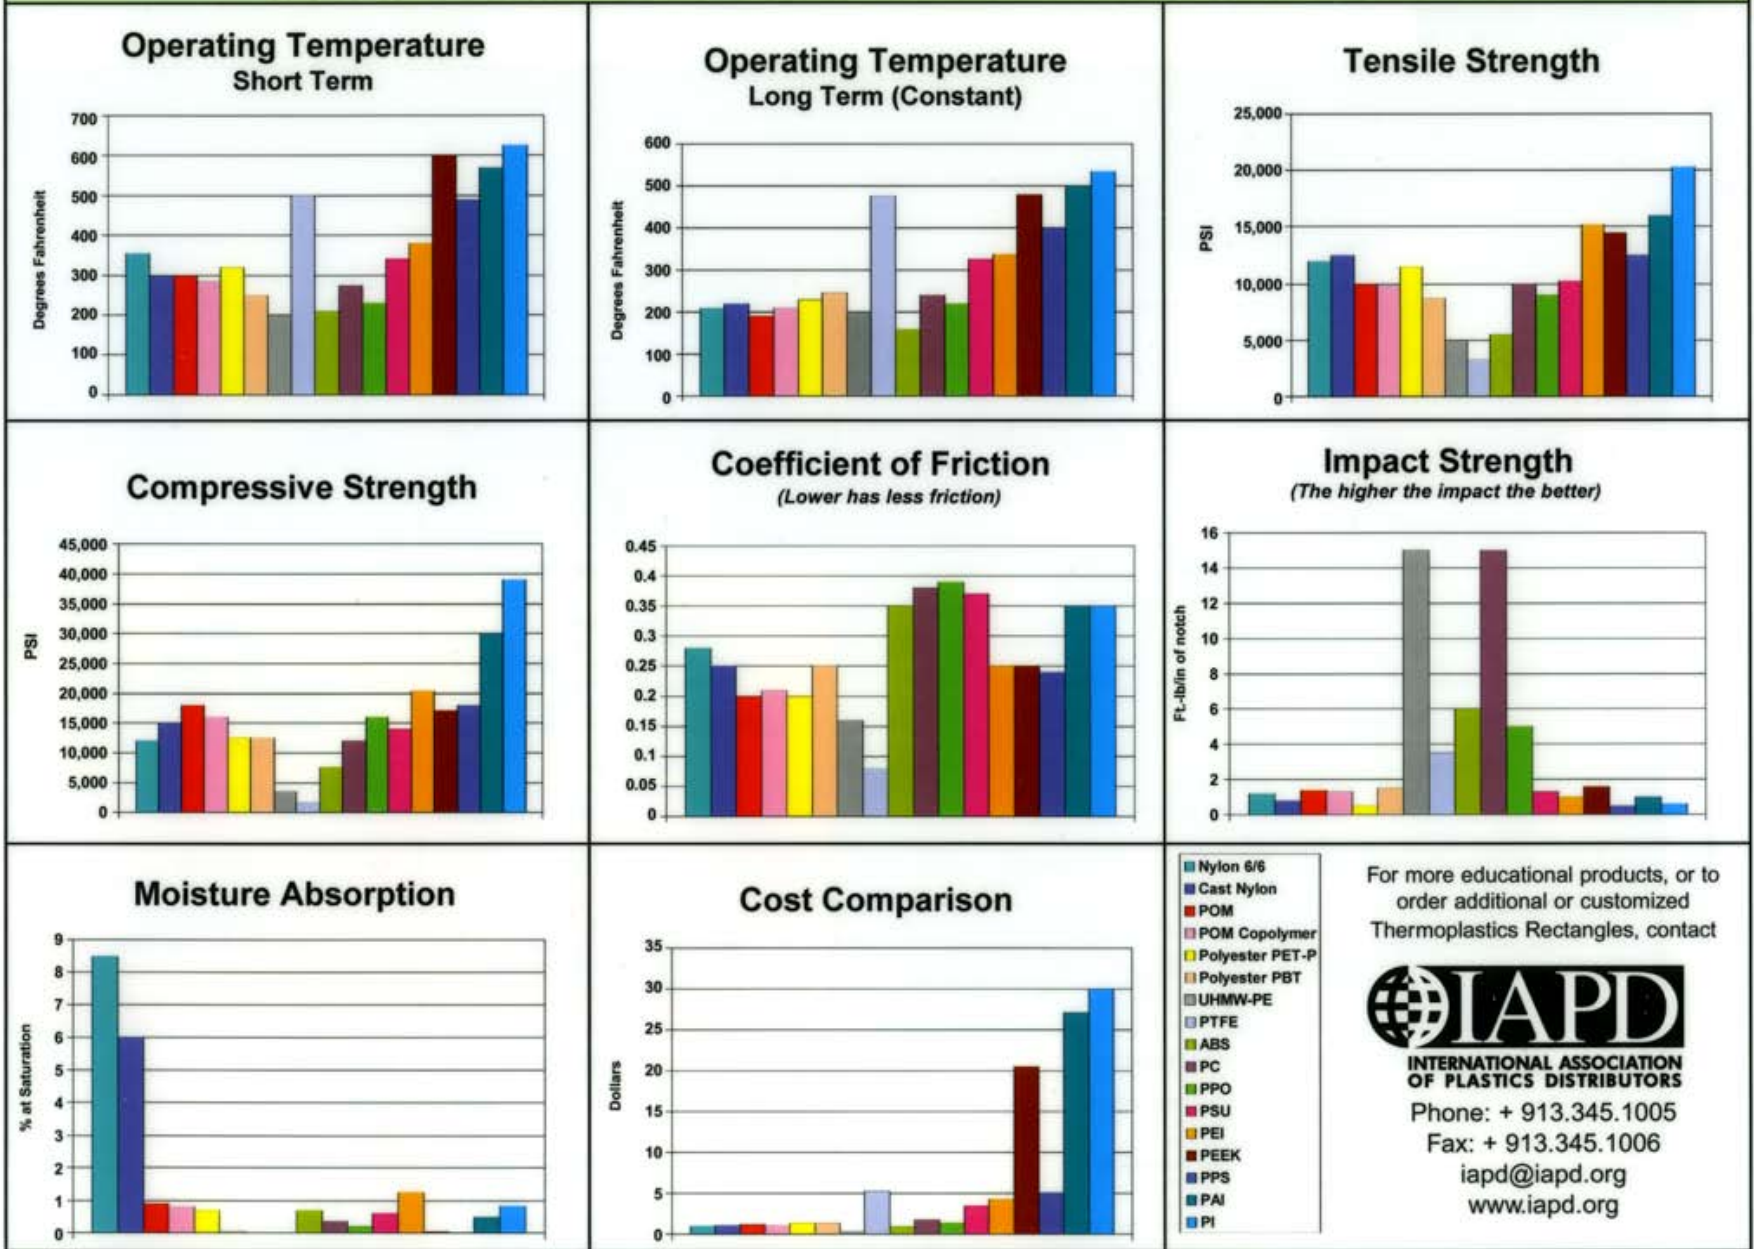 Operating Temperature
Short Term
Degrees Fahrenheit
700
600
500
400
300
200
100
0
Operating Temperature
Long Term (Constant)
Degrees Fahrenheit
600
500
400
300
200
100
0
Tensile Strength
PSI
25,000
20,000
15,000
10,000
5,000
0
Compressive Strength
PSI
45,000
40,000
35,000
30,000
25,000
20,000
15,000
10,000
5,000
0
Coefficient of Friction
(Lower has less friction)
0.45
0.4
0.35
0.3
0.25
0.2
0.15
0.1
0.05
0
Impact Strength
(The higher the impact the better)
Ft.-lb/in of notch
16
14
12
10
8
6
4
2
0
Moisture Absorption
% at Saturation
9
8
7
6
5
4
3
2
1
0
Cost Comparison
Dollars
35
30
25
20
15
10
5
0
Nylon 6/6
Cast Nylon
POM
POM Copolymer
Polyester PET-P
Polyester PBT
UHMW-PE
PTFE
ABS
PC
PPO
PSU
PEI
PEEK
PPS
PAI
PI
For more educational products, or to
order additional or customized
Thermoplastics Rectangles, contact
IAPD
INTERNATIONAL ASSOCIATION
OF PLASTICS DISTRIBUTORS
Phone: + 913.345.1005
Fax: + 913.345.1006
iapd@iapd.org
www.iapd.org